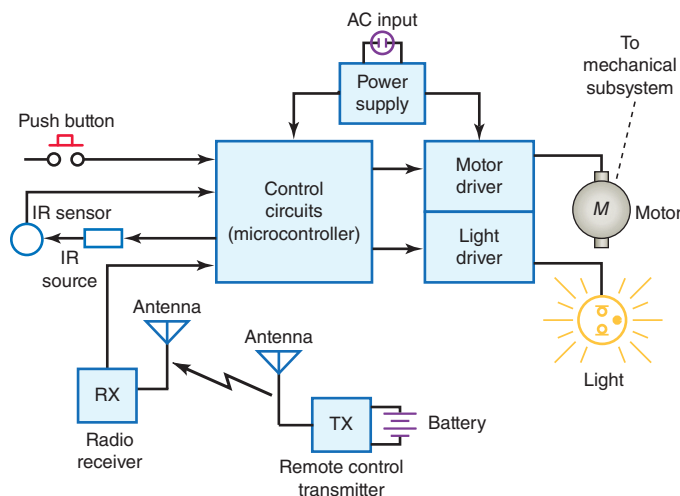 AC input
To
mechanical
subsystem
Power
supply
Push button
Control
circuits
(microcontroller)
Motor
driver
M
Motor
IR sensor
IR
source
Light
driver
Antenna
Antenna
Light
RX
TX
Battery
Radio
receiver
Remote control
transmitter